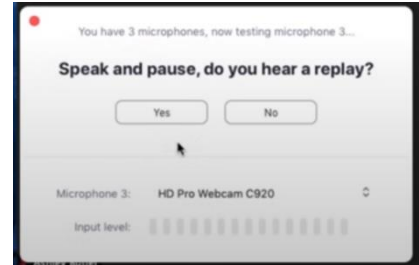 You have 3 microphones, now testing microphone 3...
Speak and pause, do you hear a replay?
Yes No
Microphone 3: HD Pro Webcam C920
Input level: